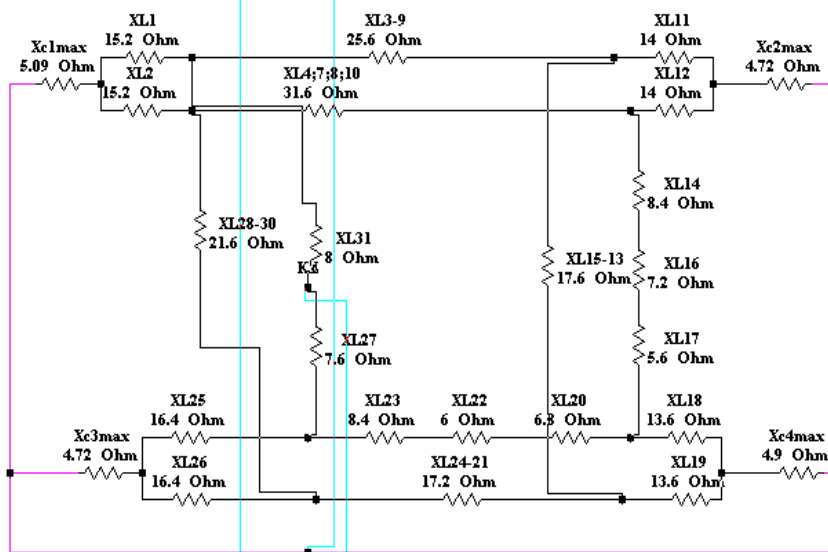 XL1
15.2 Ohm
XL3-9
25.6 Ohm
XL11
14 Ohm
Xc1max
5.09 Ohm
XL2
15.2 Ohm
XL4;7;8;10
31.6 Ohm
XL12
14 Ohm
Xc2max
4.72 Ohm
XL14
8.4 Ohm
XL28-30
21.6 Ohm
XL31
8 Ohm
XL15-13
17.6 Ohm
XL16
7.2 Ohm
XL27
7.6 Ohm
XL17
5.6 Ohm
XL25
16.4 Ohm
XL23
8.4 Ohm
XL22
6 Ohm
XL20
6.8 Ohm
XL18
13.6 Ohm
Xc3max
4.72 Ohm
XL26
16.4 Ohm
XL24-21
17.2 Ohm
XL19
13.6 Ohm
Xc4max
4.9 Ohm